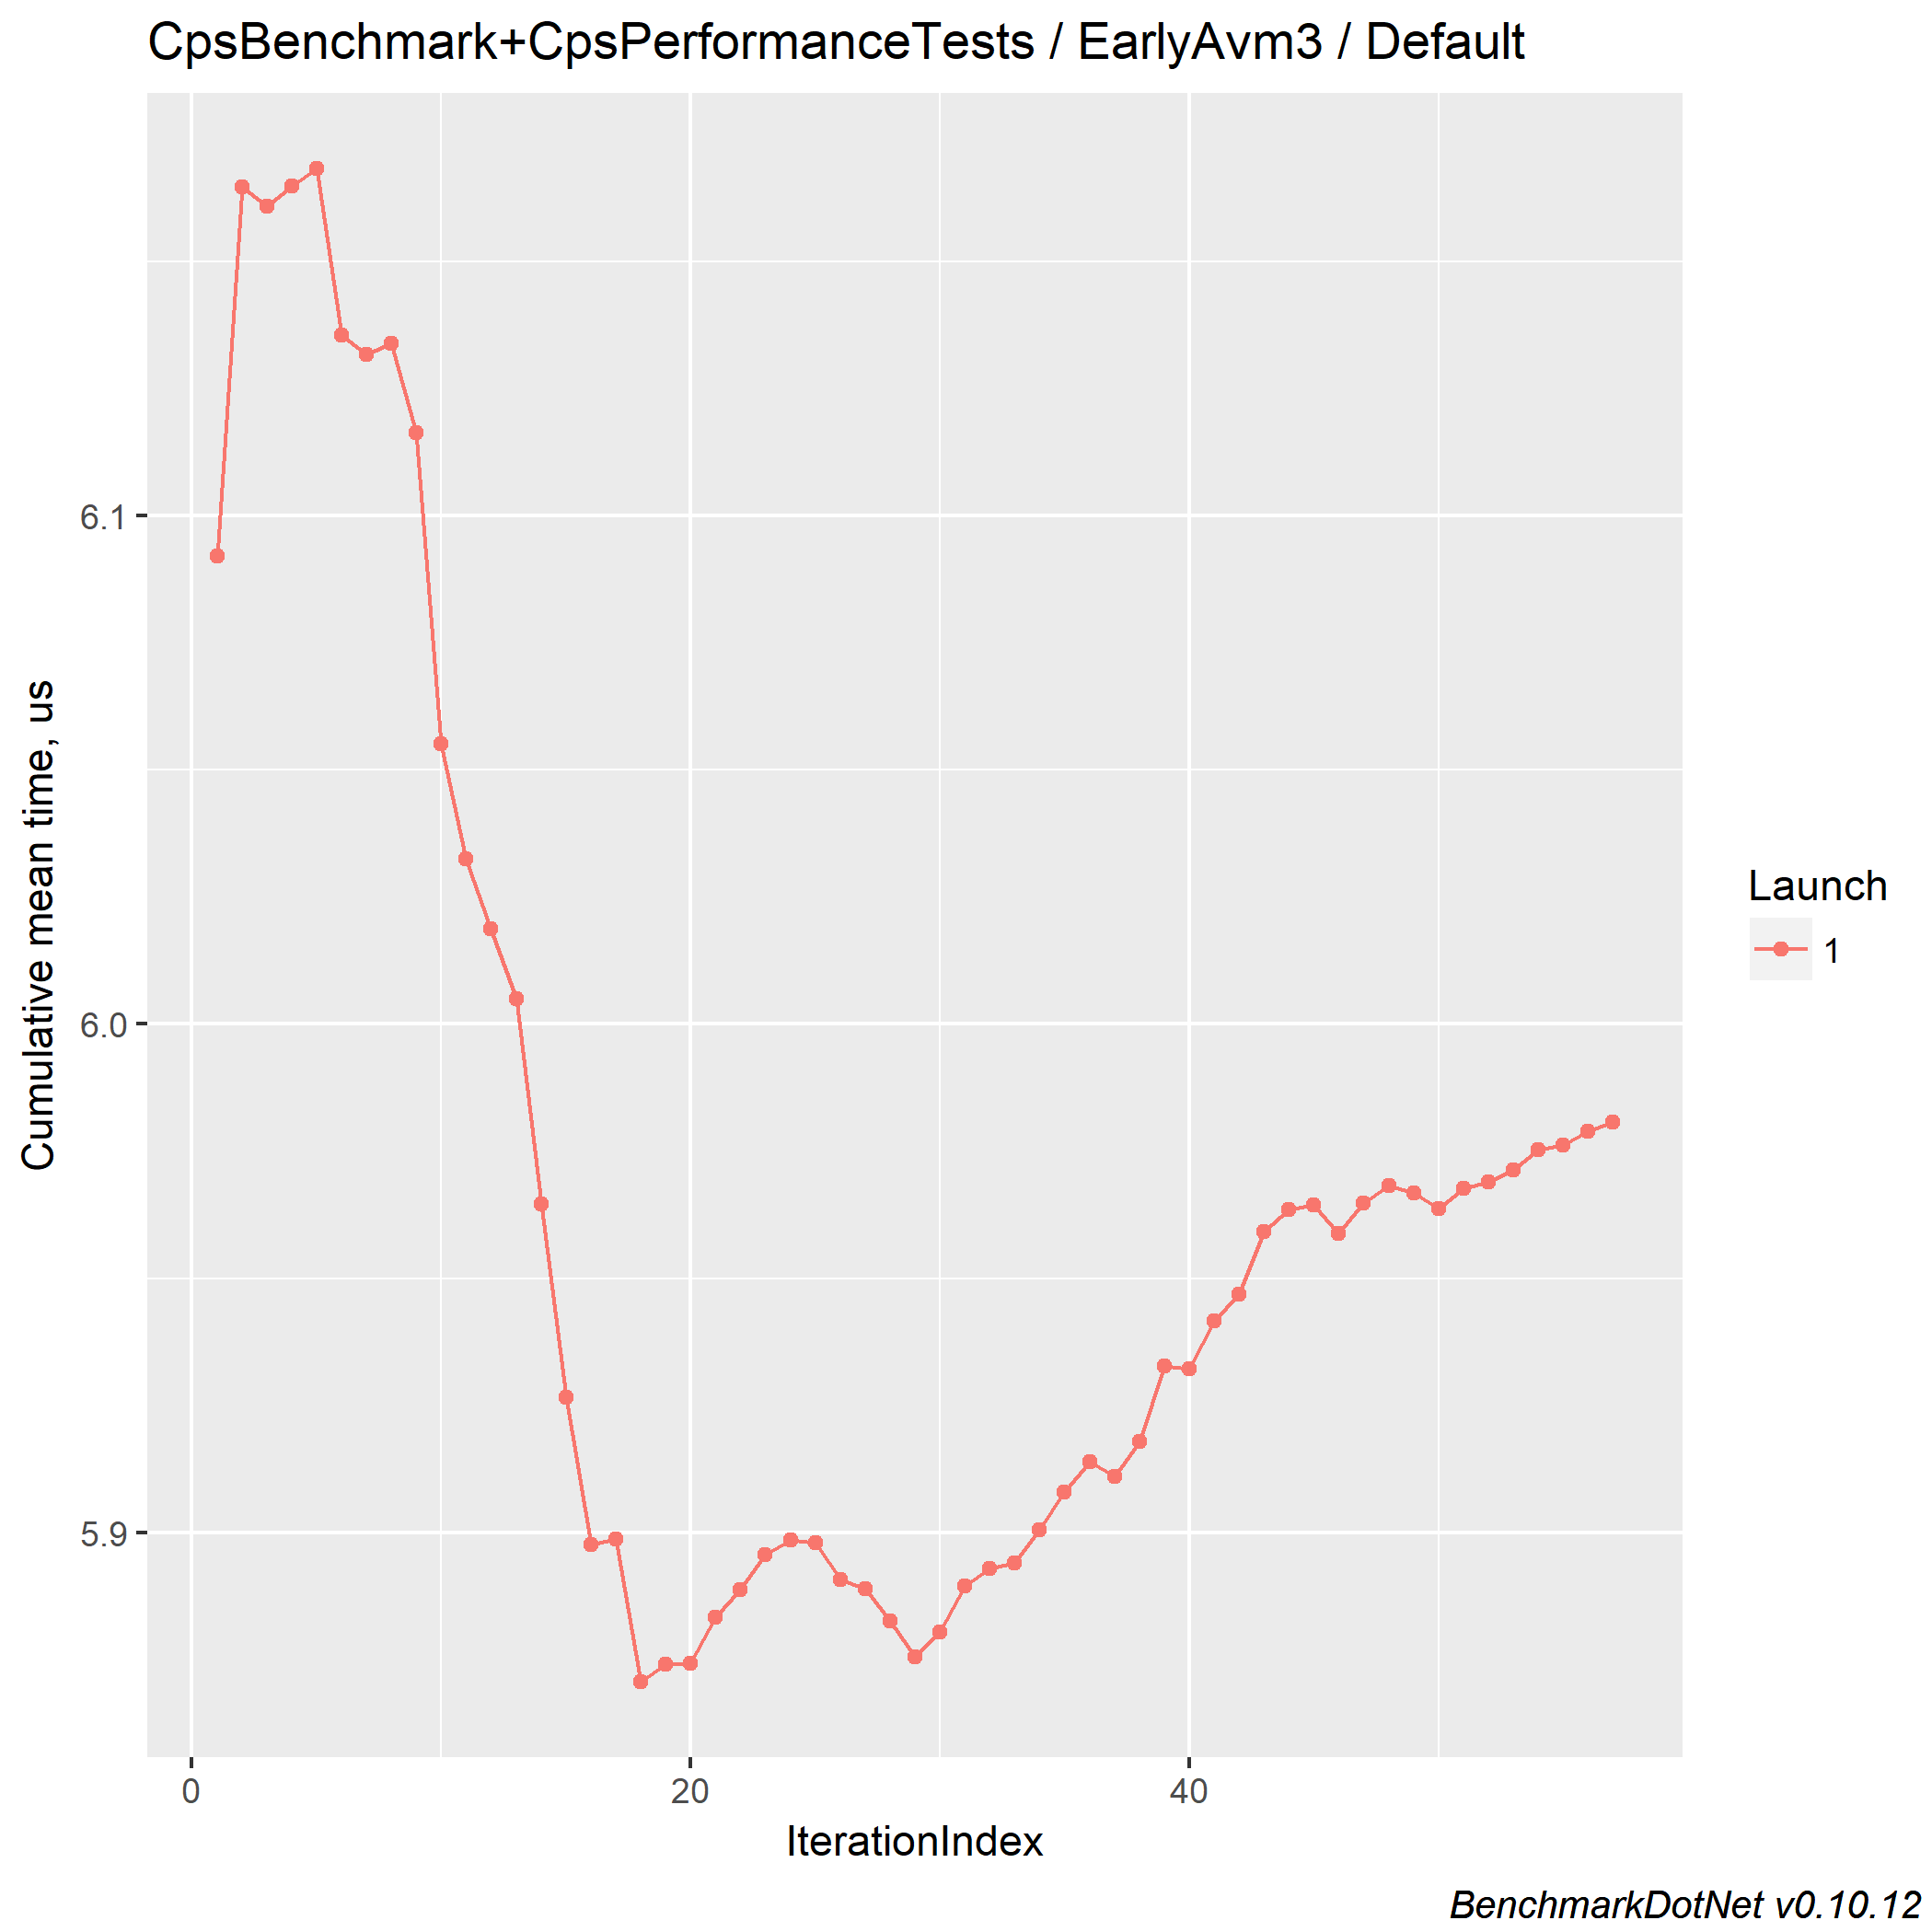 CpsBenchmark+CpsPerformanceTests / EarlyAvm3 / Default
Cumulative mean time, us
6.1
6.0
5.9
0 20 40
IterationIndex
Launch
1
BenchmarkDotNet v0.10.12